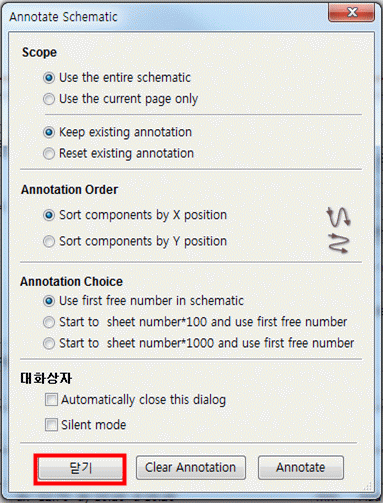 Annotate Schematic
Scope
Use the entire schematic
Use the current page only
Keep existing annotation
Reset existing annotation
Annotation Order
Sort components by X position
Sort components by Y position
Annotation Choice
Use first free number in schematic
Start to sheet number*100 and use first free number
Start to sheet number*1000 and use first free number
대화상자
Automatically close this dialog
Silent mode
닫기 Clear Annotation Annotate